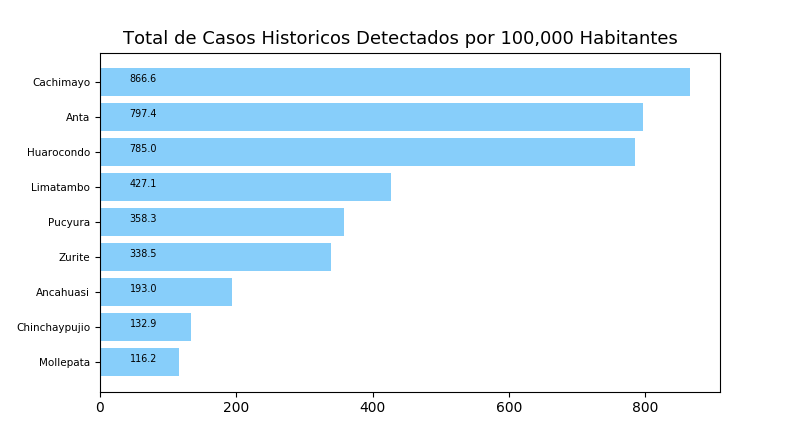 Total de Casos Historicos Detectados por 100,000 Habitantes
Cachimayo 866.6
Anta 797.4
Huarocondo 785.0
Limatambo 427.1
Pucyura 358.3
Zurite 338.5
Ancahuasi 193.0
Chinchaypujio 132.9
Mollepata 116.2
0 200 400 600 800